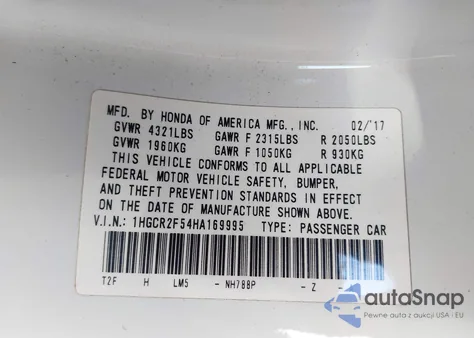 MFD. BY HONDA OF AMERICA MFG., INC. 02/'17
GVWR 4321LBS GAWR F 2315LBS R 2050LBS
GVWR 1960KG GAWR F 1050KG R 930KG
THIS VEHICLE CONFORMS TO ALL APPLICABLE
FEDERAL MOTOR VEHICLE SAFETY, BUMPER,
AND THEFT PREVENTION STANDARDS IN EFFECT
ON THE DATE OF MANUFACTURE SHOWN ABOVE.
V.I.N.: 1HGCR2F54HA169995 TYPE: PASSENGER CAR
T2F H LM5 - NH788P - Z -
autoSnap
Pewne auta z aukcji USA i EU